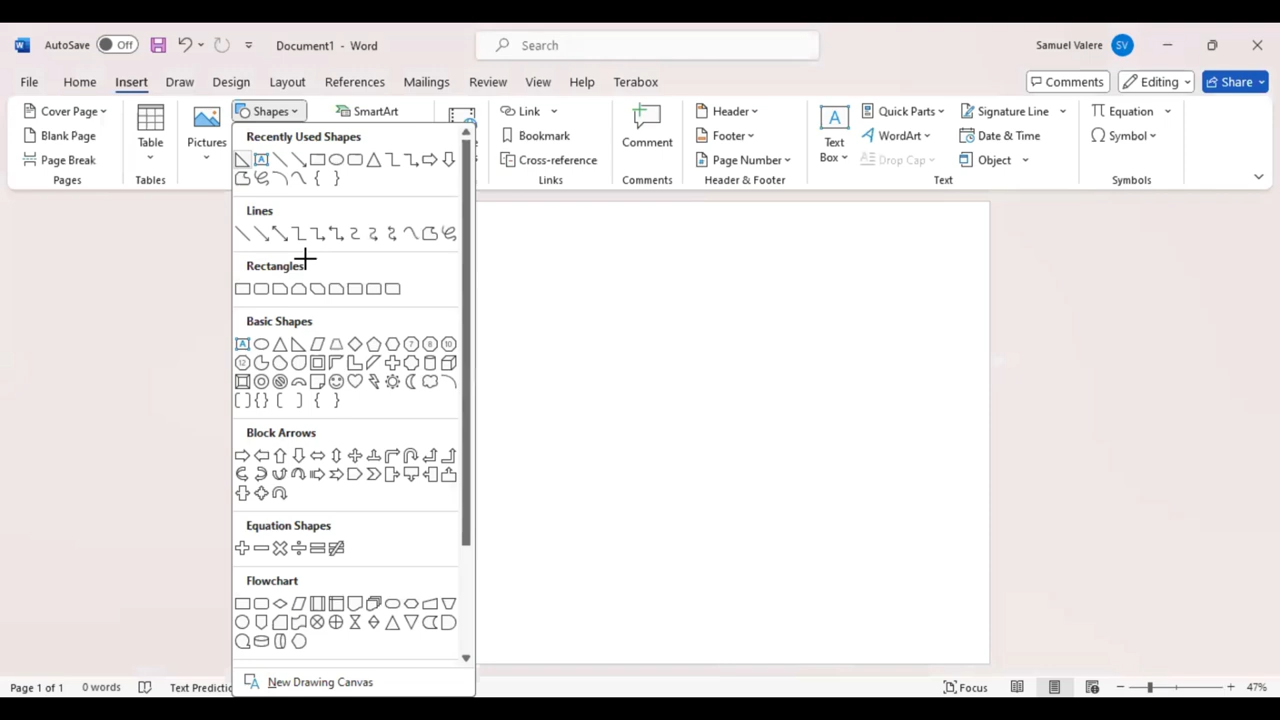 AutoSave Off Document1 - Word Search Samuel Valere SV
File Home Insert Draw Design Layout References Mailings Review View Help Terabox Comments Editing Share
Cover Page Shapes SmartArt Link Header Quick Parts Signature Line Equation
Blank Page Bookmark Footer WordArt Date & Time Symbol
Table Pictures Comment Text
Page Break Cross-reference Page Number Box Drop Cap Object
Pages Tables Links Comments Header & Footer Text Symbols
Recently Used Shapes
Lines
Rectangles
Basic Shapes
Block Arrows
Equation Shapes
Flowchart
New Drawing Canvas
Page 1 of 1 0 words Text Predictio Focus 47%